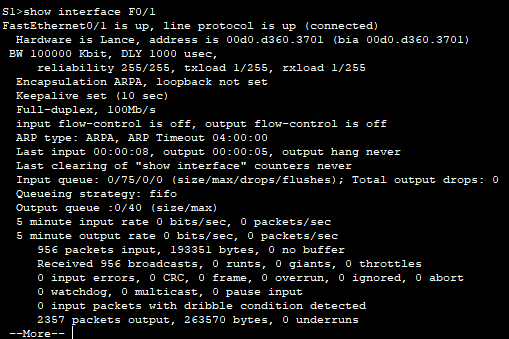 S1>show interface F0/1
FastEthernet0/1 is up, line protocol is up (connected)
Hardware is Lance, address is 00d0.d360.3701 (bia 00d0.d360.3701)
BW 100000 Kbit, DLY 1000 usec,
reliability 255/255, txload 1/255, rxload 1/255
Encapsulation ARPA, loopback not set
Keepalive set (10 sec)
Full-duplex, 100Mb/s
input flow-control is off, output flow-control is off
ARP type: ARPA, ARP Timeout 04:00:00
Last input 00:00:08, output 00:00:05, output hang never
Last clearing of "show interface" counters never
Input queue: 0/75/0/0 (size/max/drops/flushes); Total output drops: 0
Queueing strategy: fifo
Output queue :0/40 (size/max)
5 minute input rate 0 bits/sec, 0 packets/sec
5 minute output rate 0 bits/sec, 0 packets/sec
956 packets input, 193351 bytes, 0 no buffer
Received 956 broadcasts, 0 runts, 0 giants, 0 throttles
0 input errors, 0 CRC, 0 frame, 0 overrun, 0 ignored, 0 abort
0 watchdog, 0 multicast, 0 pause input
0 input packets with dribble condition detected
2357 packets output, 263570 bytes, 0 underruns
--More--